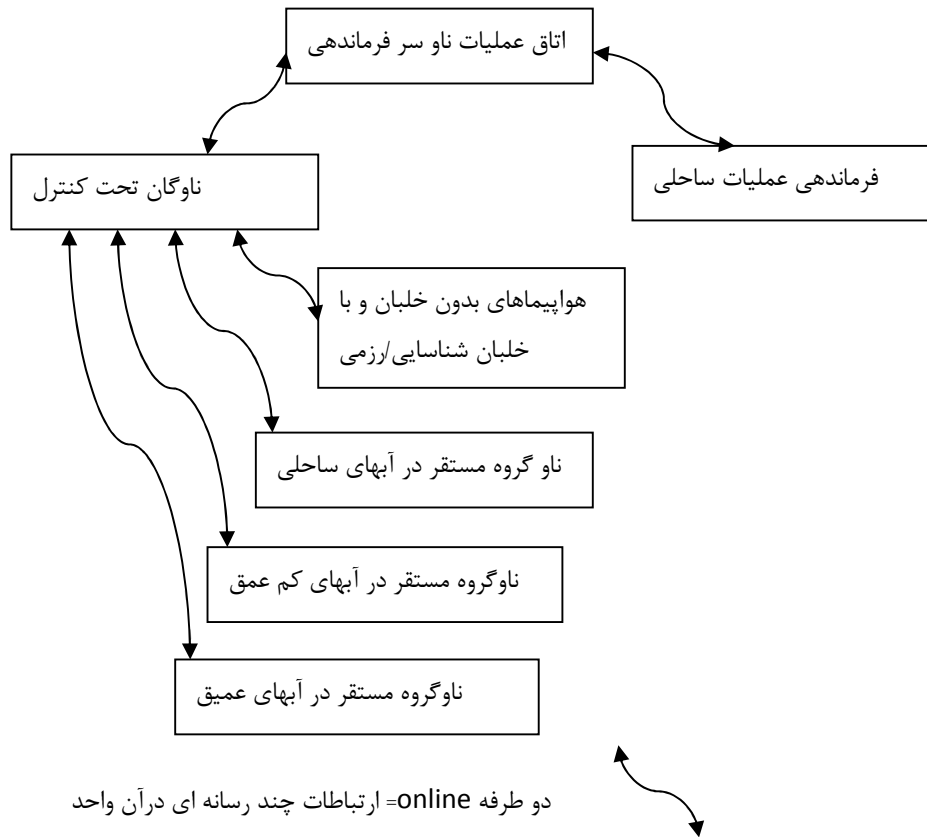 اتاق عملیات ناو سر فرماندهی
فرماندهی عملیات ساحلی
ناوگان تحت کنترل
هواپیماهای بدون خلبان و با
خلبان شناسایی/رزمی
ناو گروه مستقر در آبهای ساحلی
ناوگروه مستقر در آبهای کم عمق
ناوگروه مستقر در آبهای عمیق
دو طرفه online= ارتباطات چند رسانه ای درآن واحد